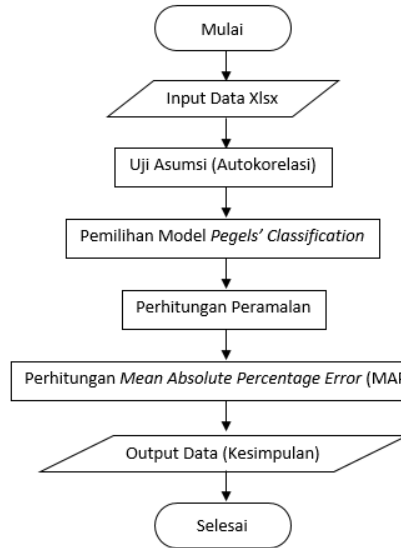 Mulai
Input Data Xlsx
Uji Asumsi (Autokorelasi)
Pemilihan Model Pegels' Classification
Perhitungan Peramalan
Perhitungan Mean Absolute Percentage Error (MAP
Output Data (Kesimpulan)
Selesai